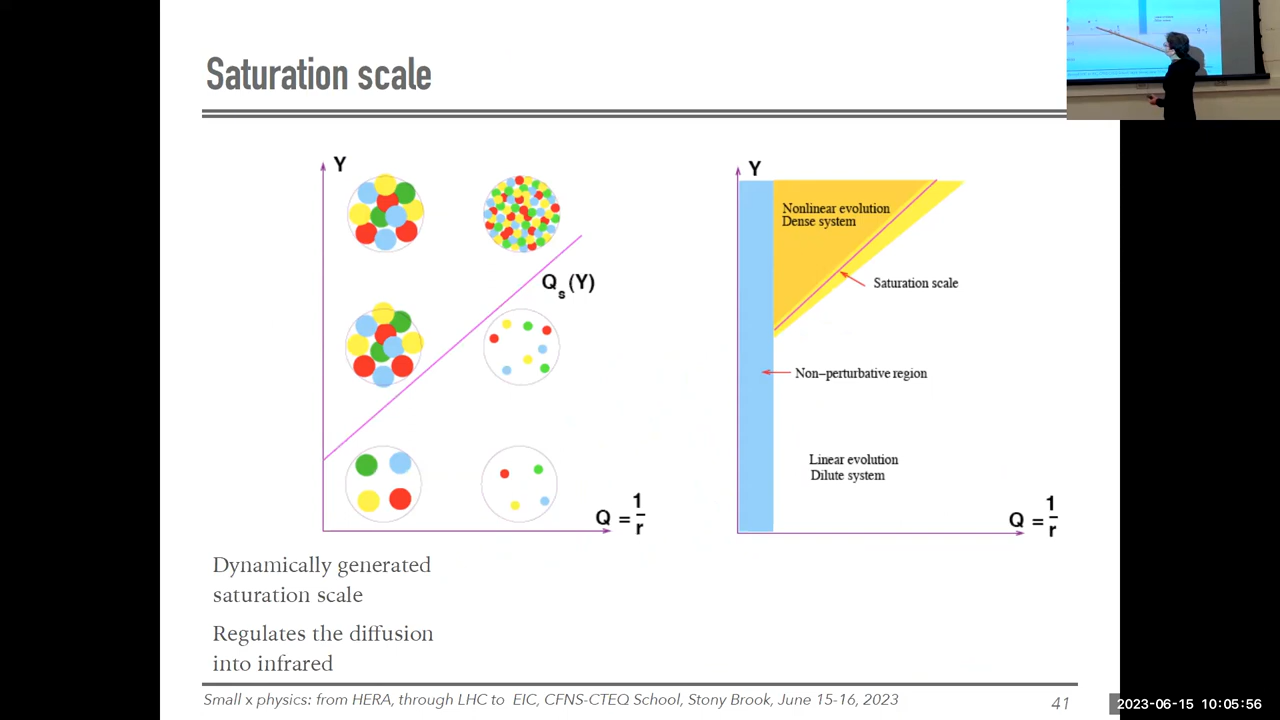 Saturation scale
Y
Q
s
(Y)
Q = 1/r
Y
Nonlinear evolution
Dense system
Saturation scale
Non–perturbative region
Linear evolution
Dilute system
Q = 1/r
Dynamically generated
saturation scale
Regulates the diffusion
into infrared
Small x physics: from HERA, through LHC to EIC, CFNS-CTEQ School, Stony Brook, June 15-16, 2023
41
2023-06-15 10:05:56